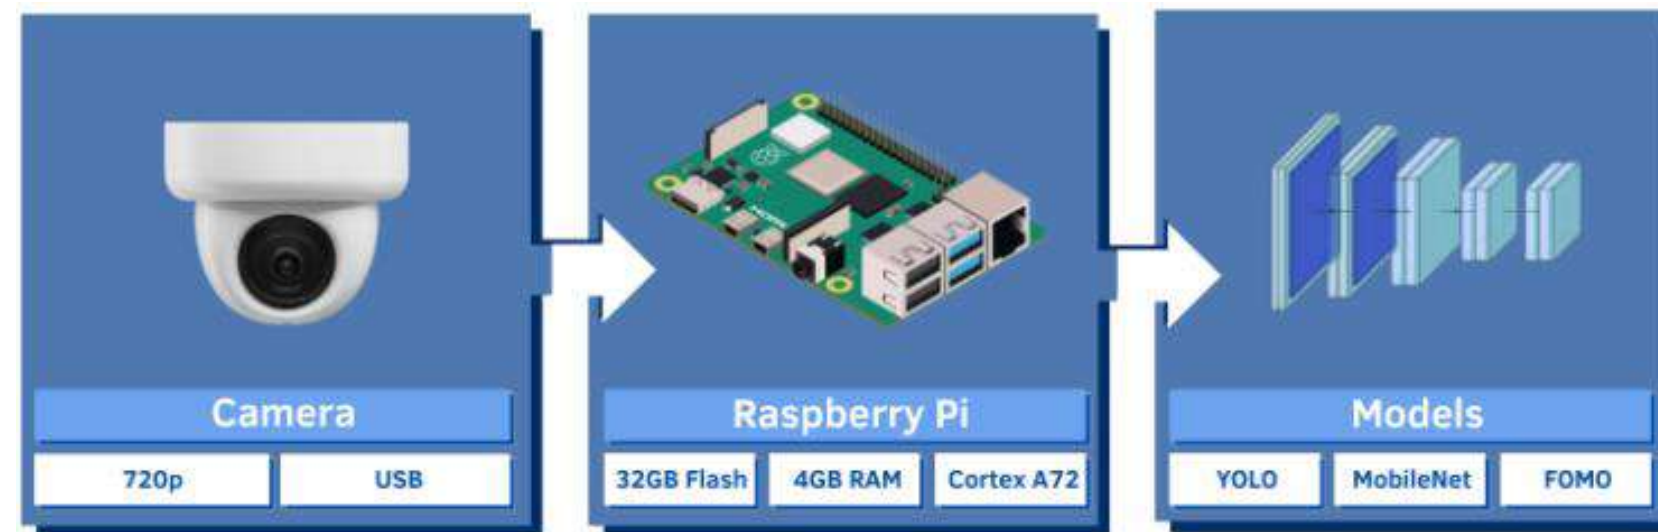 Camera
720p
USB
Raspberry Pi
32GB Flash
4GB RAM
Cortex A72
Models
YOLO
MobileNet
FOMO